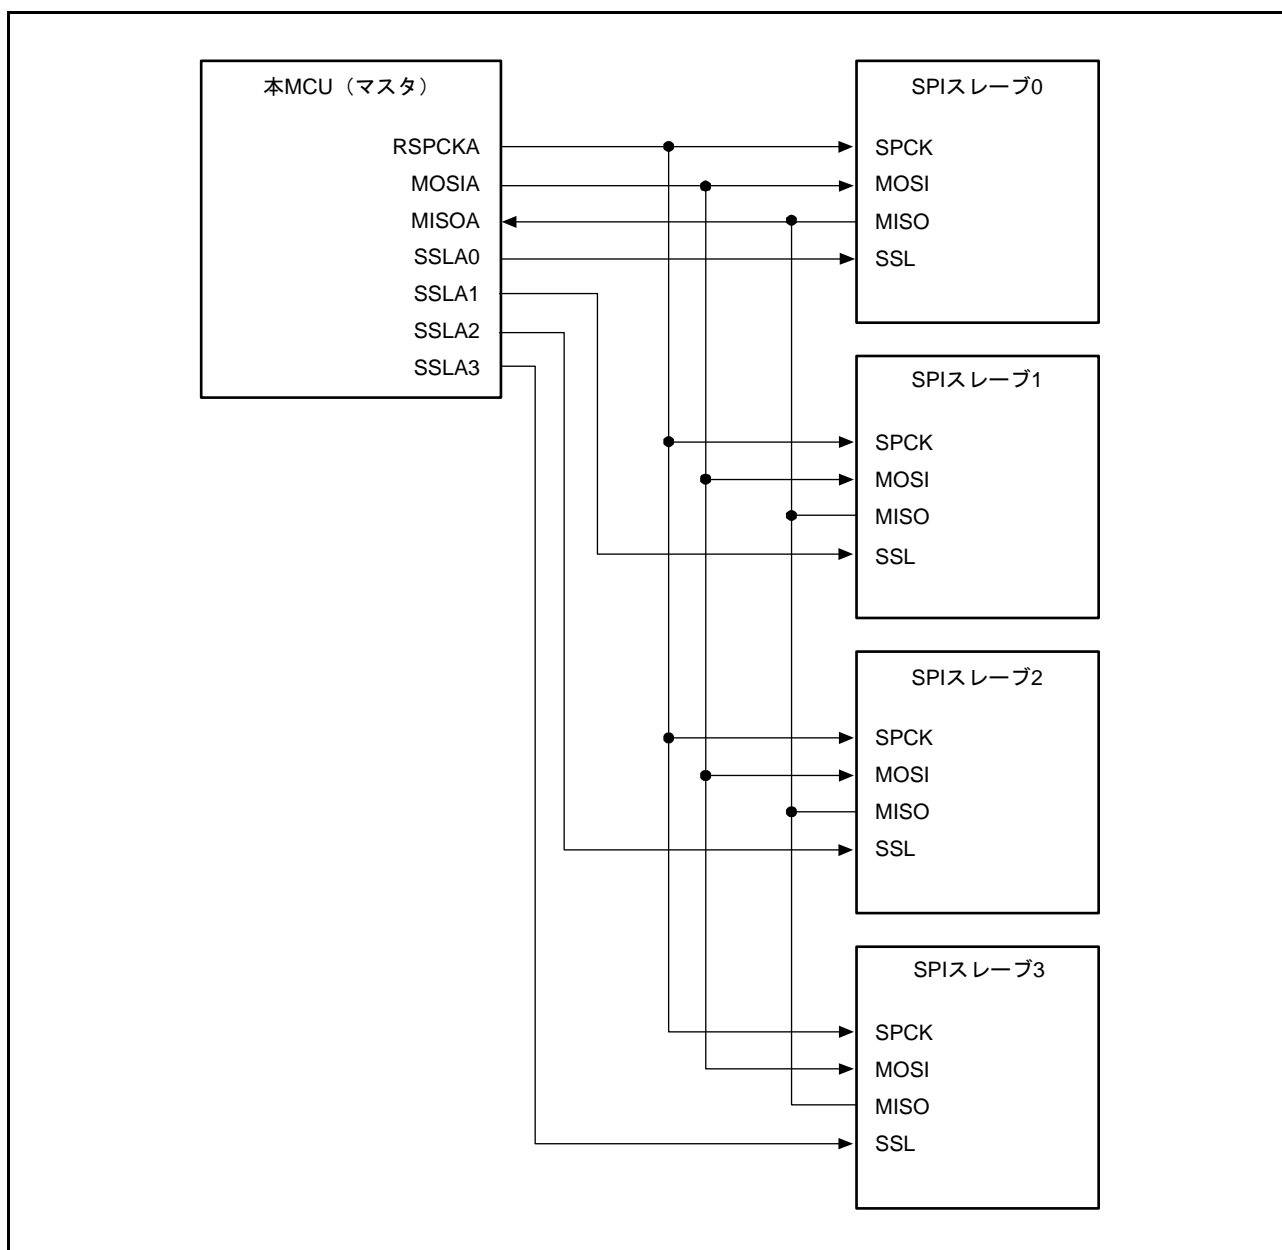 本MCU（マスタ）
RSPCKA
MOSIA
MISOA
SSLA0
SSLA1
SSLA2
SSLA3
SPIスレーブ0
SPCK
MOSI
MISO
SSL
SPIスレーブ1
SPCK
MOSI
MISO
SSL
SPIスレーブ2
SPCK
MOSI
MISO
SSL
SPIスレーブ3
SPCK
MOSI
MISO
SSL